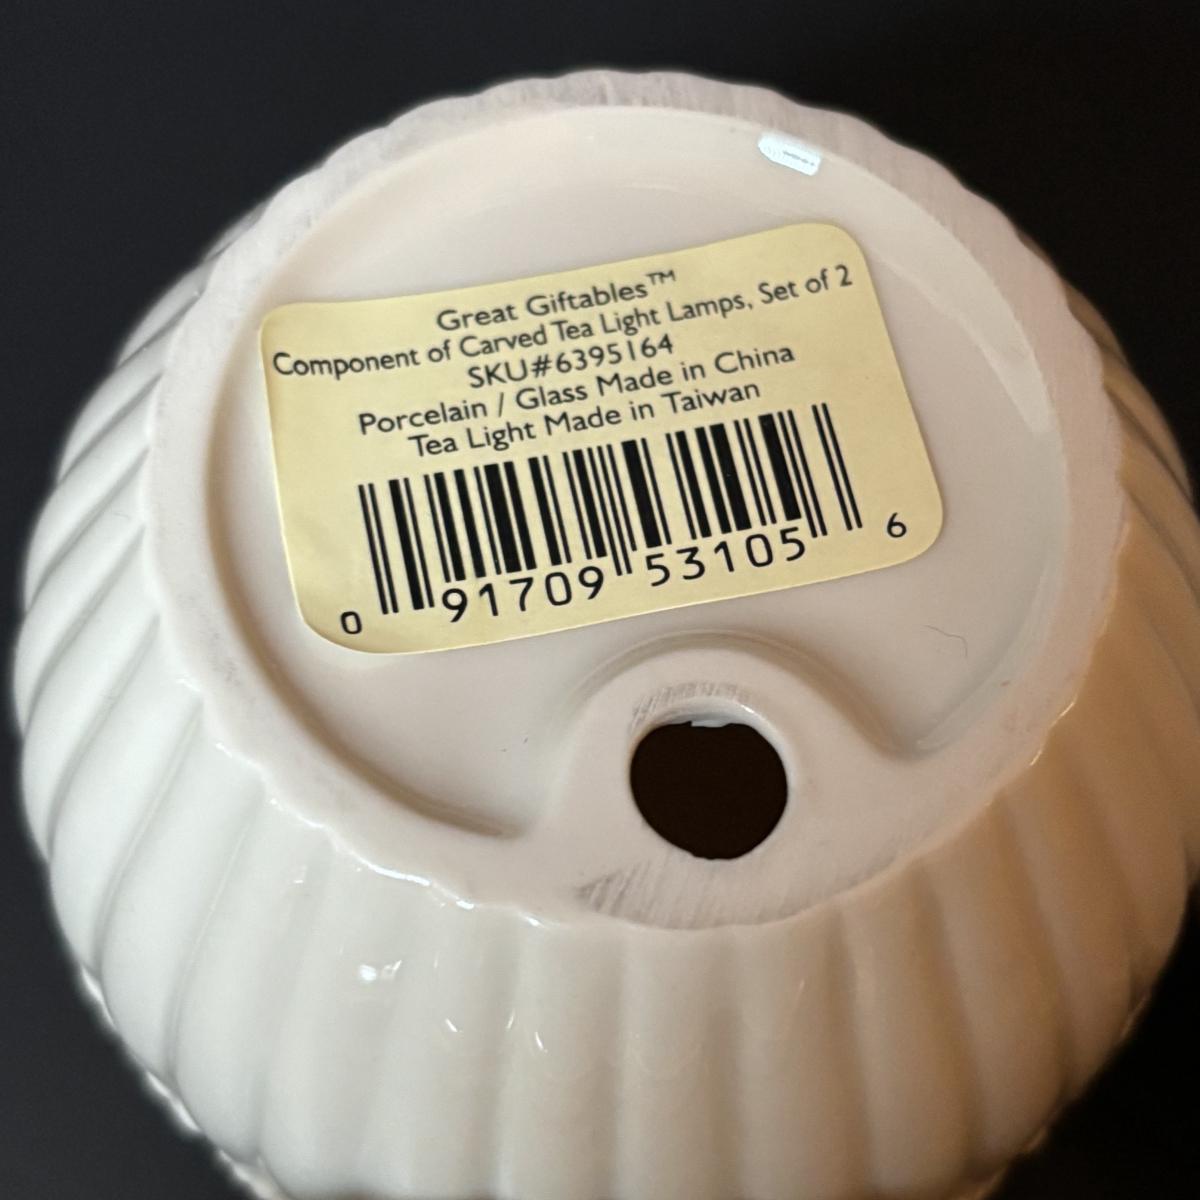 Great Giftables™
Component of Carved Tea Light Lamps, Set of 2
SKU#6395164
Porcelain / Glass Made in China
Tea Light Made in Taiwan
0 91709 53105 6